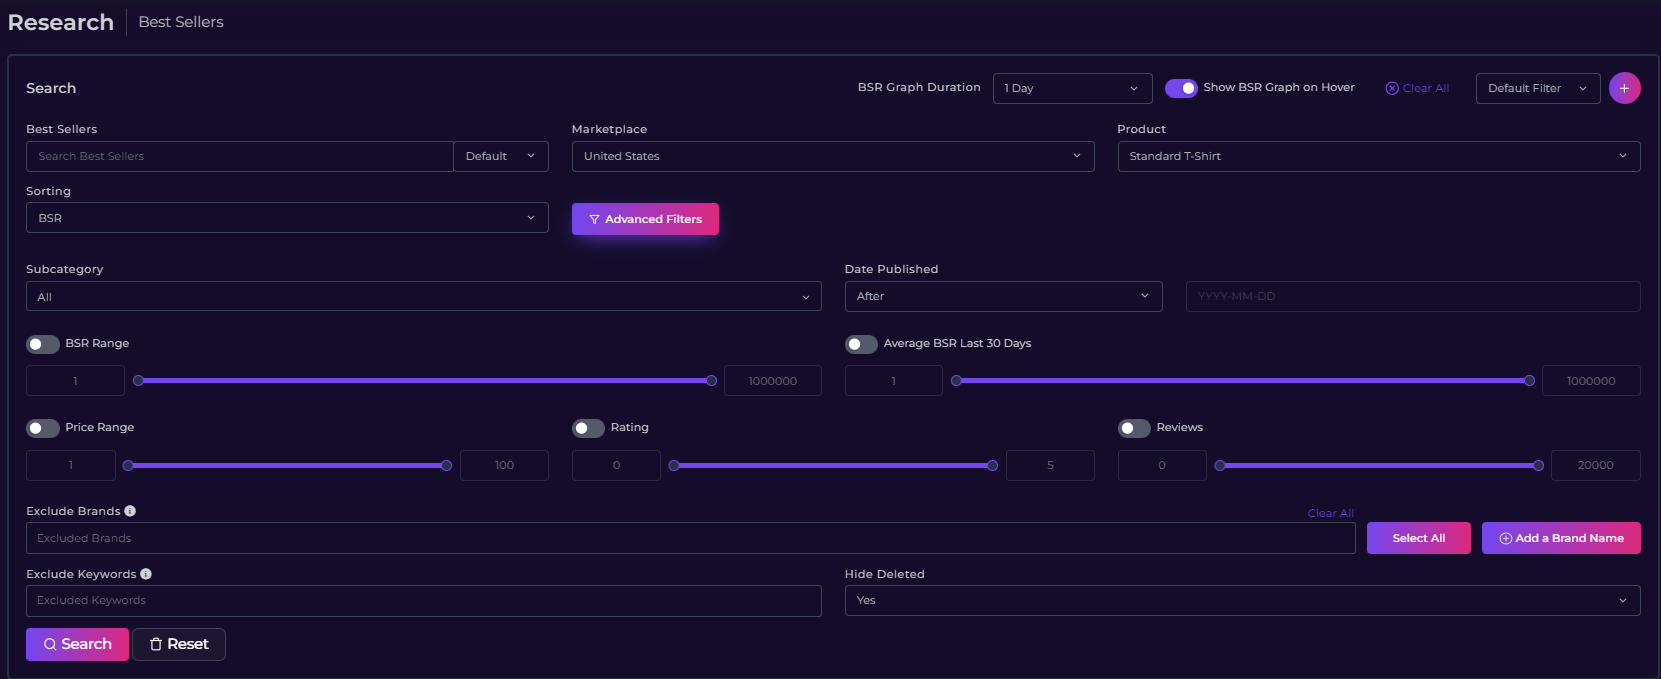 Research
Best Sellers
Search
BSR Graph Duration
1 Day
Show BSR Graph on Hover
Clear All
Default Filter
Best Sellers
Search Best Sellers
Default
Marketplace
United States
Product
Standard T-Shirt
Sorting
BSR
Advanced Filters
Subcategory
All
Date Published
After
YYYY-MM-DD
BSR Range
1
1000000
Average BSR Last 30 Days
1
1000000
Price Range
1
100
Rating
0
5
Reviews
0
20000
Exclude Brands
Clear All
Excluded Brands
Select All
Add a Brand Name
Exclude Keywords
Excluded Keywords
Hide Deleted
Yes
Search
Reset